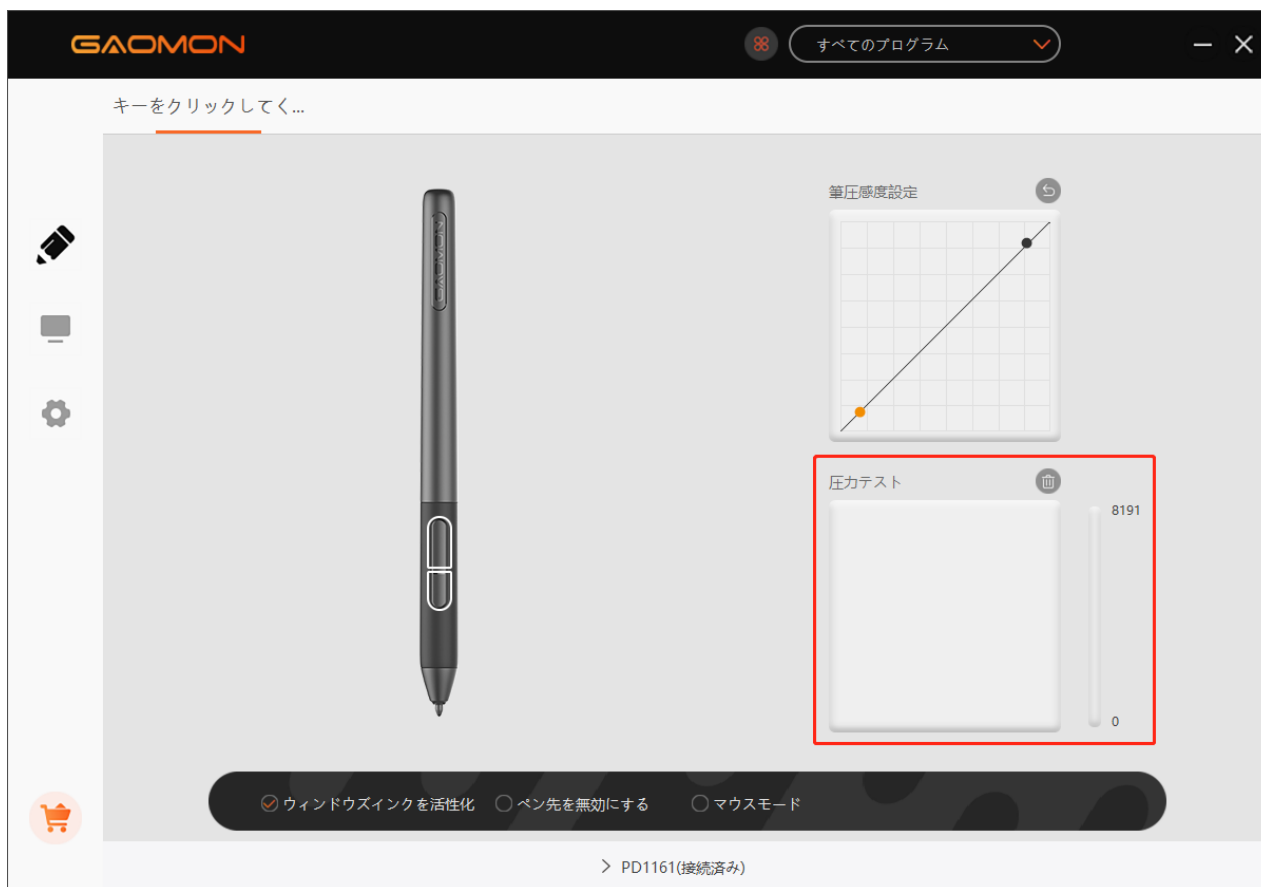 GAOMON
すべてのプログラム
キーをクリックしてく...
GAOMON
筆圧感度設定
圧力テスト
8191
0
ウィンドウズインクを活性化 ペン先を無効にする マウスモード
PD1161(接続済み)